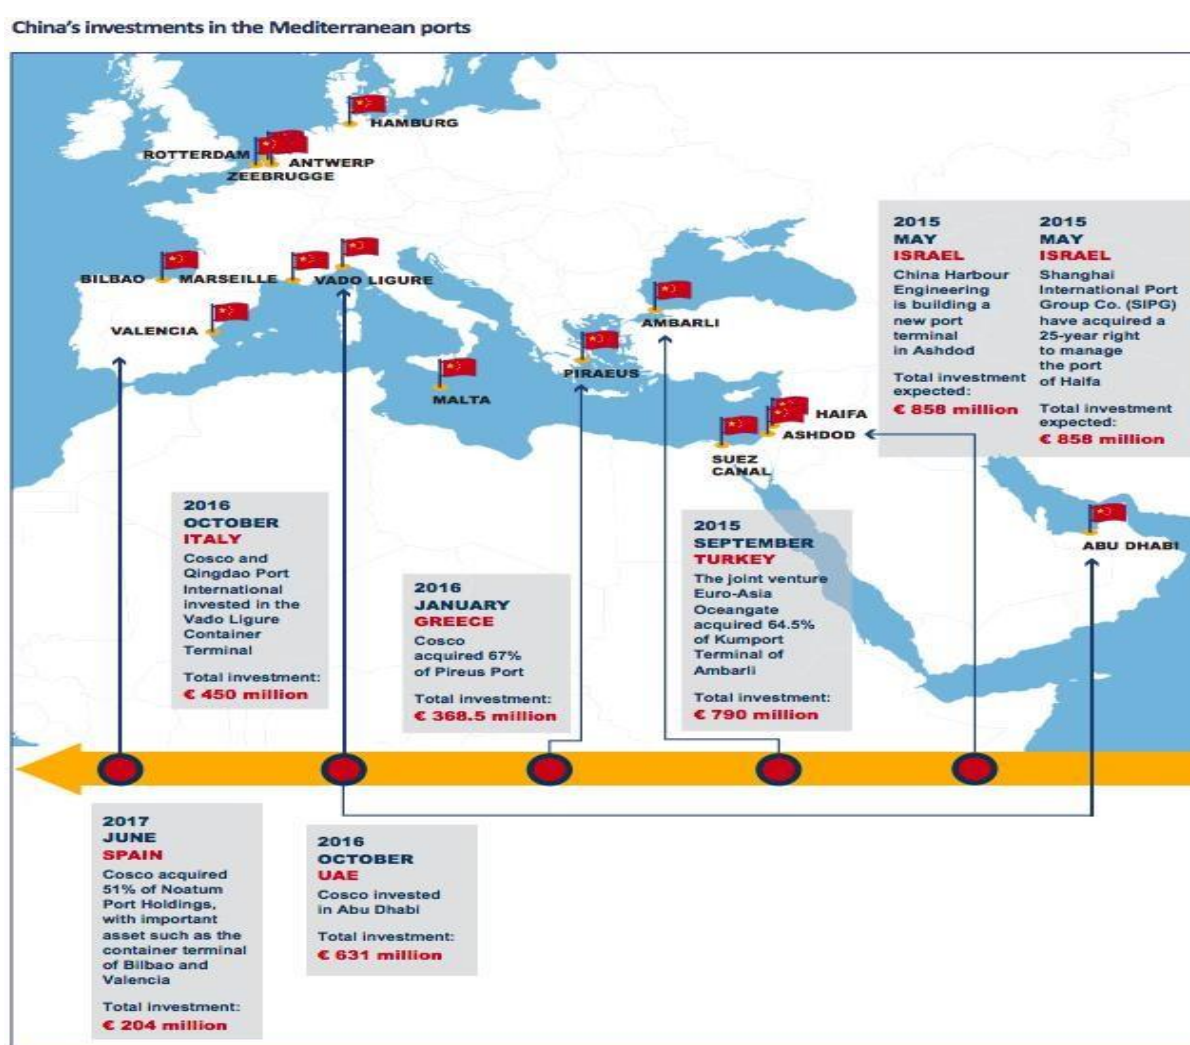 China's investments in the Mediterranean ports
HAMBURG
ROTTERDAM
ANTWERP
ZEEBRUGGE
BILBAO
MARSEILLE
VADO LIGURE
VALENCIA
AMBARLI
PIRAEUS
MALTA
HAIFA
ASHDOD
SUEZ
CANAL
ABU DHABI
2015
MAY
ISRAEL
China Harbour
Engineering
is building a
new port
terminal
in Ashdod
Total investment
expected:
€ 858 million
2015
MAY
ISRAEL
Shanghai
International Port
Group Co. (SIPG)
have acquired a
25-year right
to manage
the port
of Haifa
Total investment
expected:
€ 858 million
2016
OCTOBER
ITALY
Cosco and
Qingdao Port
International
invested in the
Vado Ligure
Container
Terminal
Total investment:
€ 450 million
2016
JANUARY
GREECE
Cosco
acquired 67%
of Pireus Port
Total investment:
€ 368.5 million
2015
SEPTEMBER
TURKEY
The joint venture
Euro-Asia
Oceangate
acquired 64.5%
of Kumport
Terminal of
Ambarli
Total investment:
€ 790 million
2017
JUNE
SPAIN
Cosco acquired
51% of Noatum
Port Holdings,
with important
asset such as the
container terminal
of Bilbao and
Valencia
Total investment:
€ 204 million
2016
OCTOBER
UAE
Cosco invested
in Abu Dhabi
Total investment:
€ 631 million